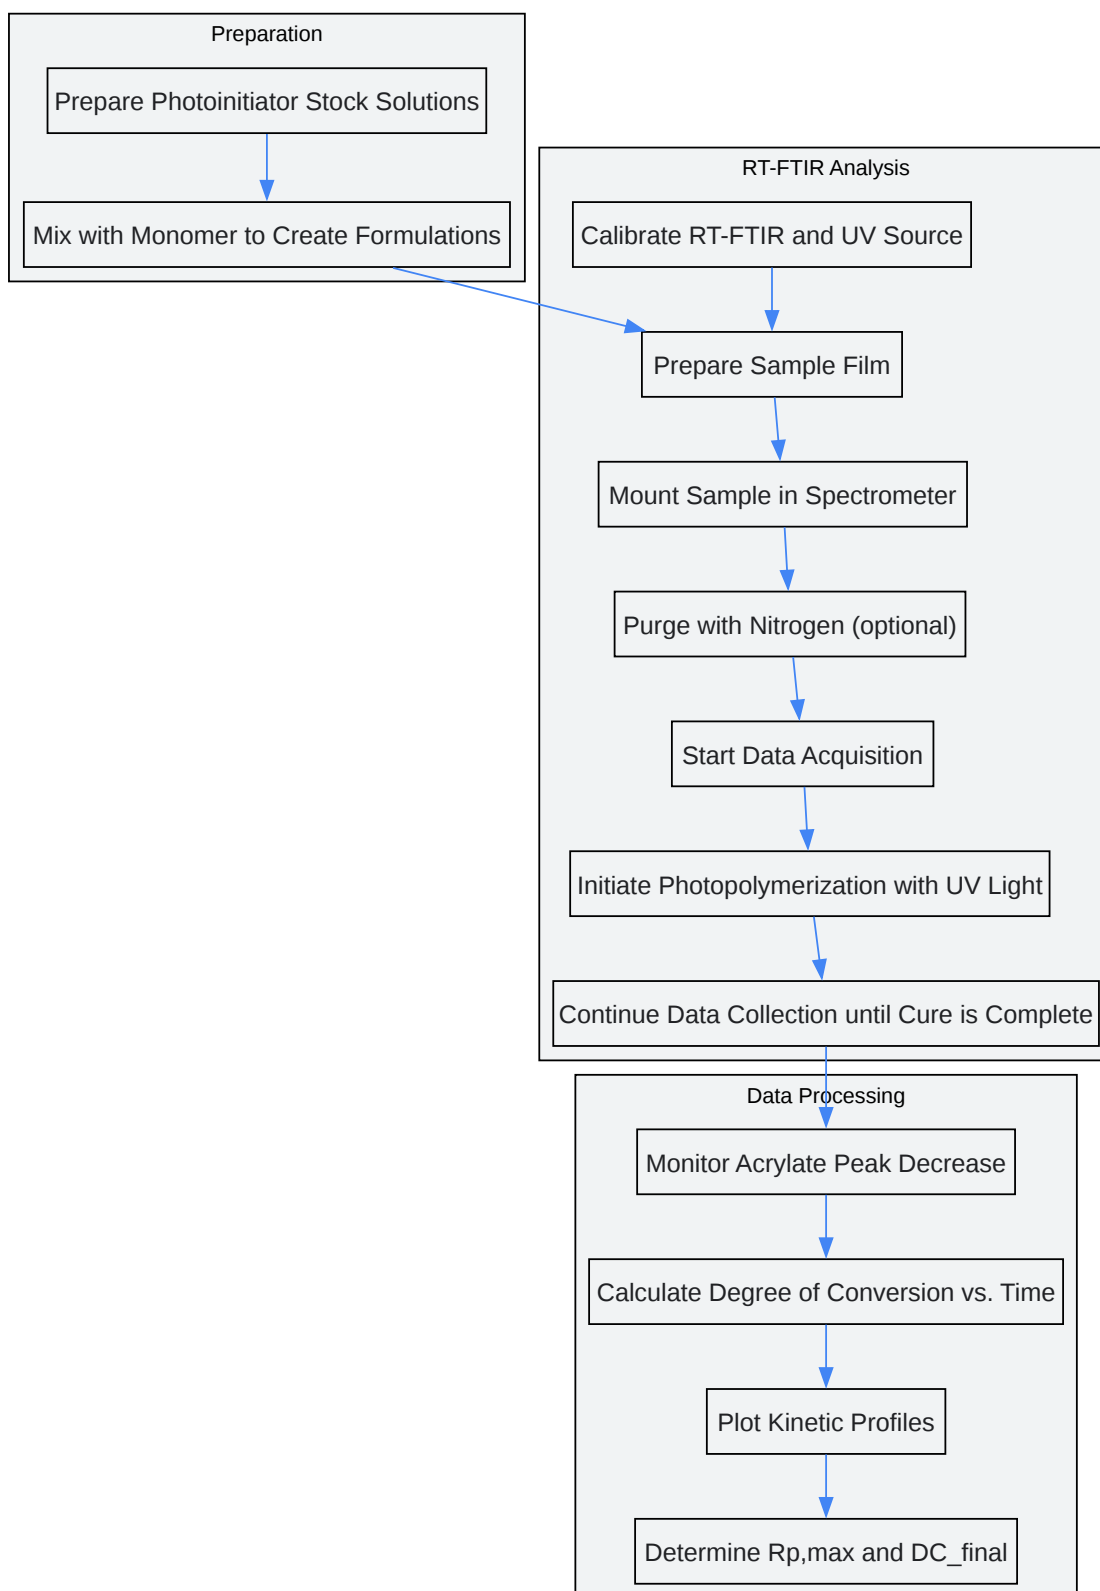 Preparation
Prepare Photoinitiator Stock Solutions
Mix with Monomer to Create Formulations
RT-FTIR Analysis
Calibrate RT-FTIR and UV Source
Prepare Sample Film
Mount Sample in Spectrometer
Purge with Nitrogen (optional)
Start Data Acquisition
Initiate Photopolymerization with UV Light
Continue Data Collection until Cure is Complete
Data Processing
Monitor Acrylate Peak Decrease
Calculate Degree of Conversion vs. Time
Plot Kinetic Profiles
Determine Rp,max and DC_final